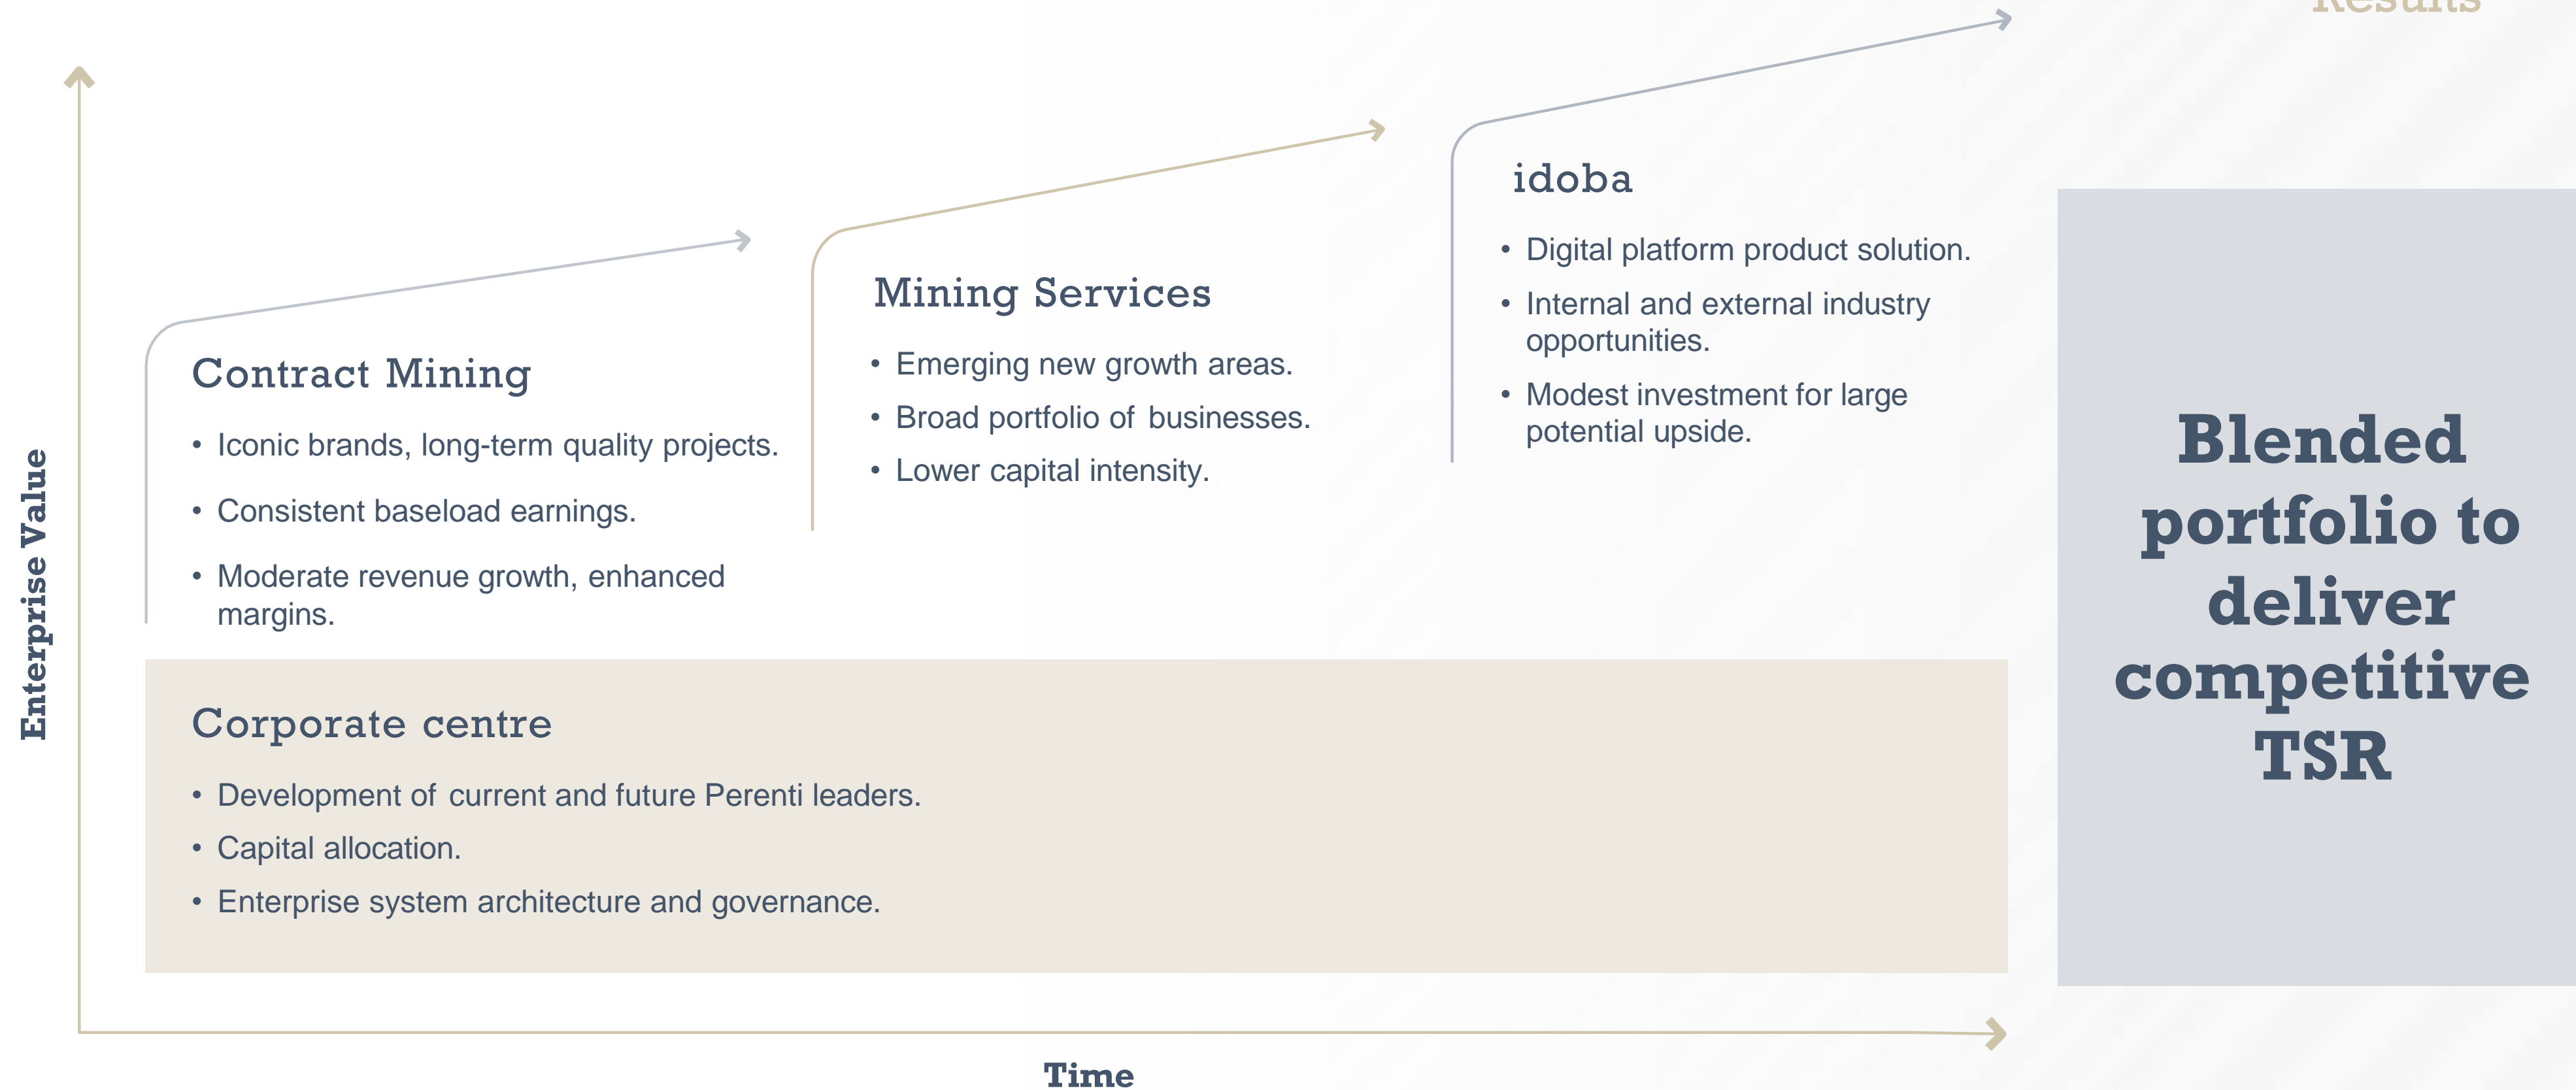 Results
idoba
• Digital platform product solution.
• Internal and external industry
opportunities.
• Modest investment for large
potential upside.
Mining Services
• Emerging new growth areas.
• Broad portfolio of businesses.
• Lower capital intensity.
Contract Mining
• Iconic brands, long-term quality projects.
• Consistent baseload earnings.
• Moderate revenue growth, enhanced
margins.
Enterprise Value
Corporate centre
• Development of current and future Perenti leaders.
• Capital allocation.
• Enterprise system architecture and governance.
Blended
portfolio to
deliver
competitive
TSR
Time